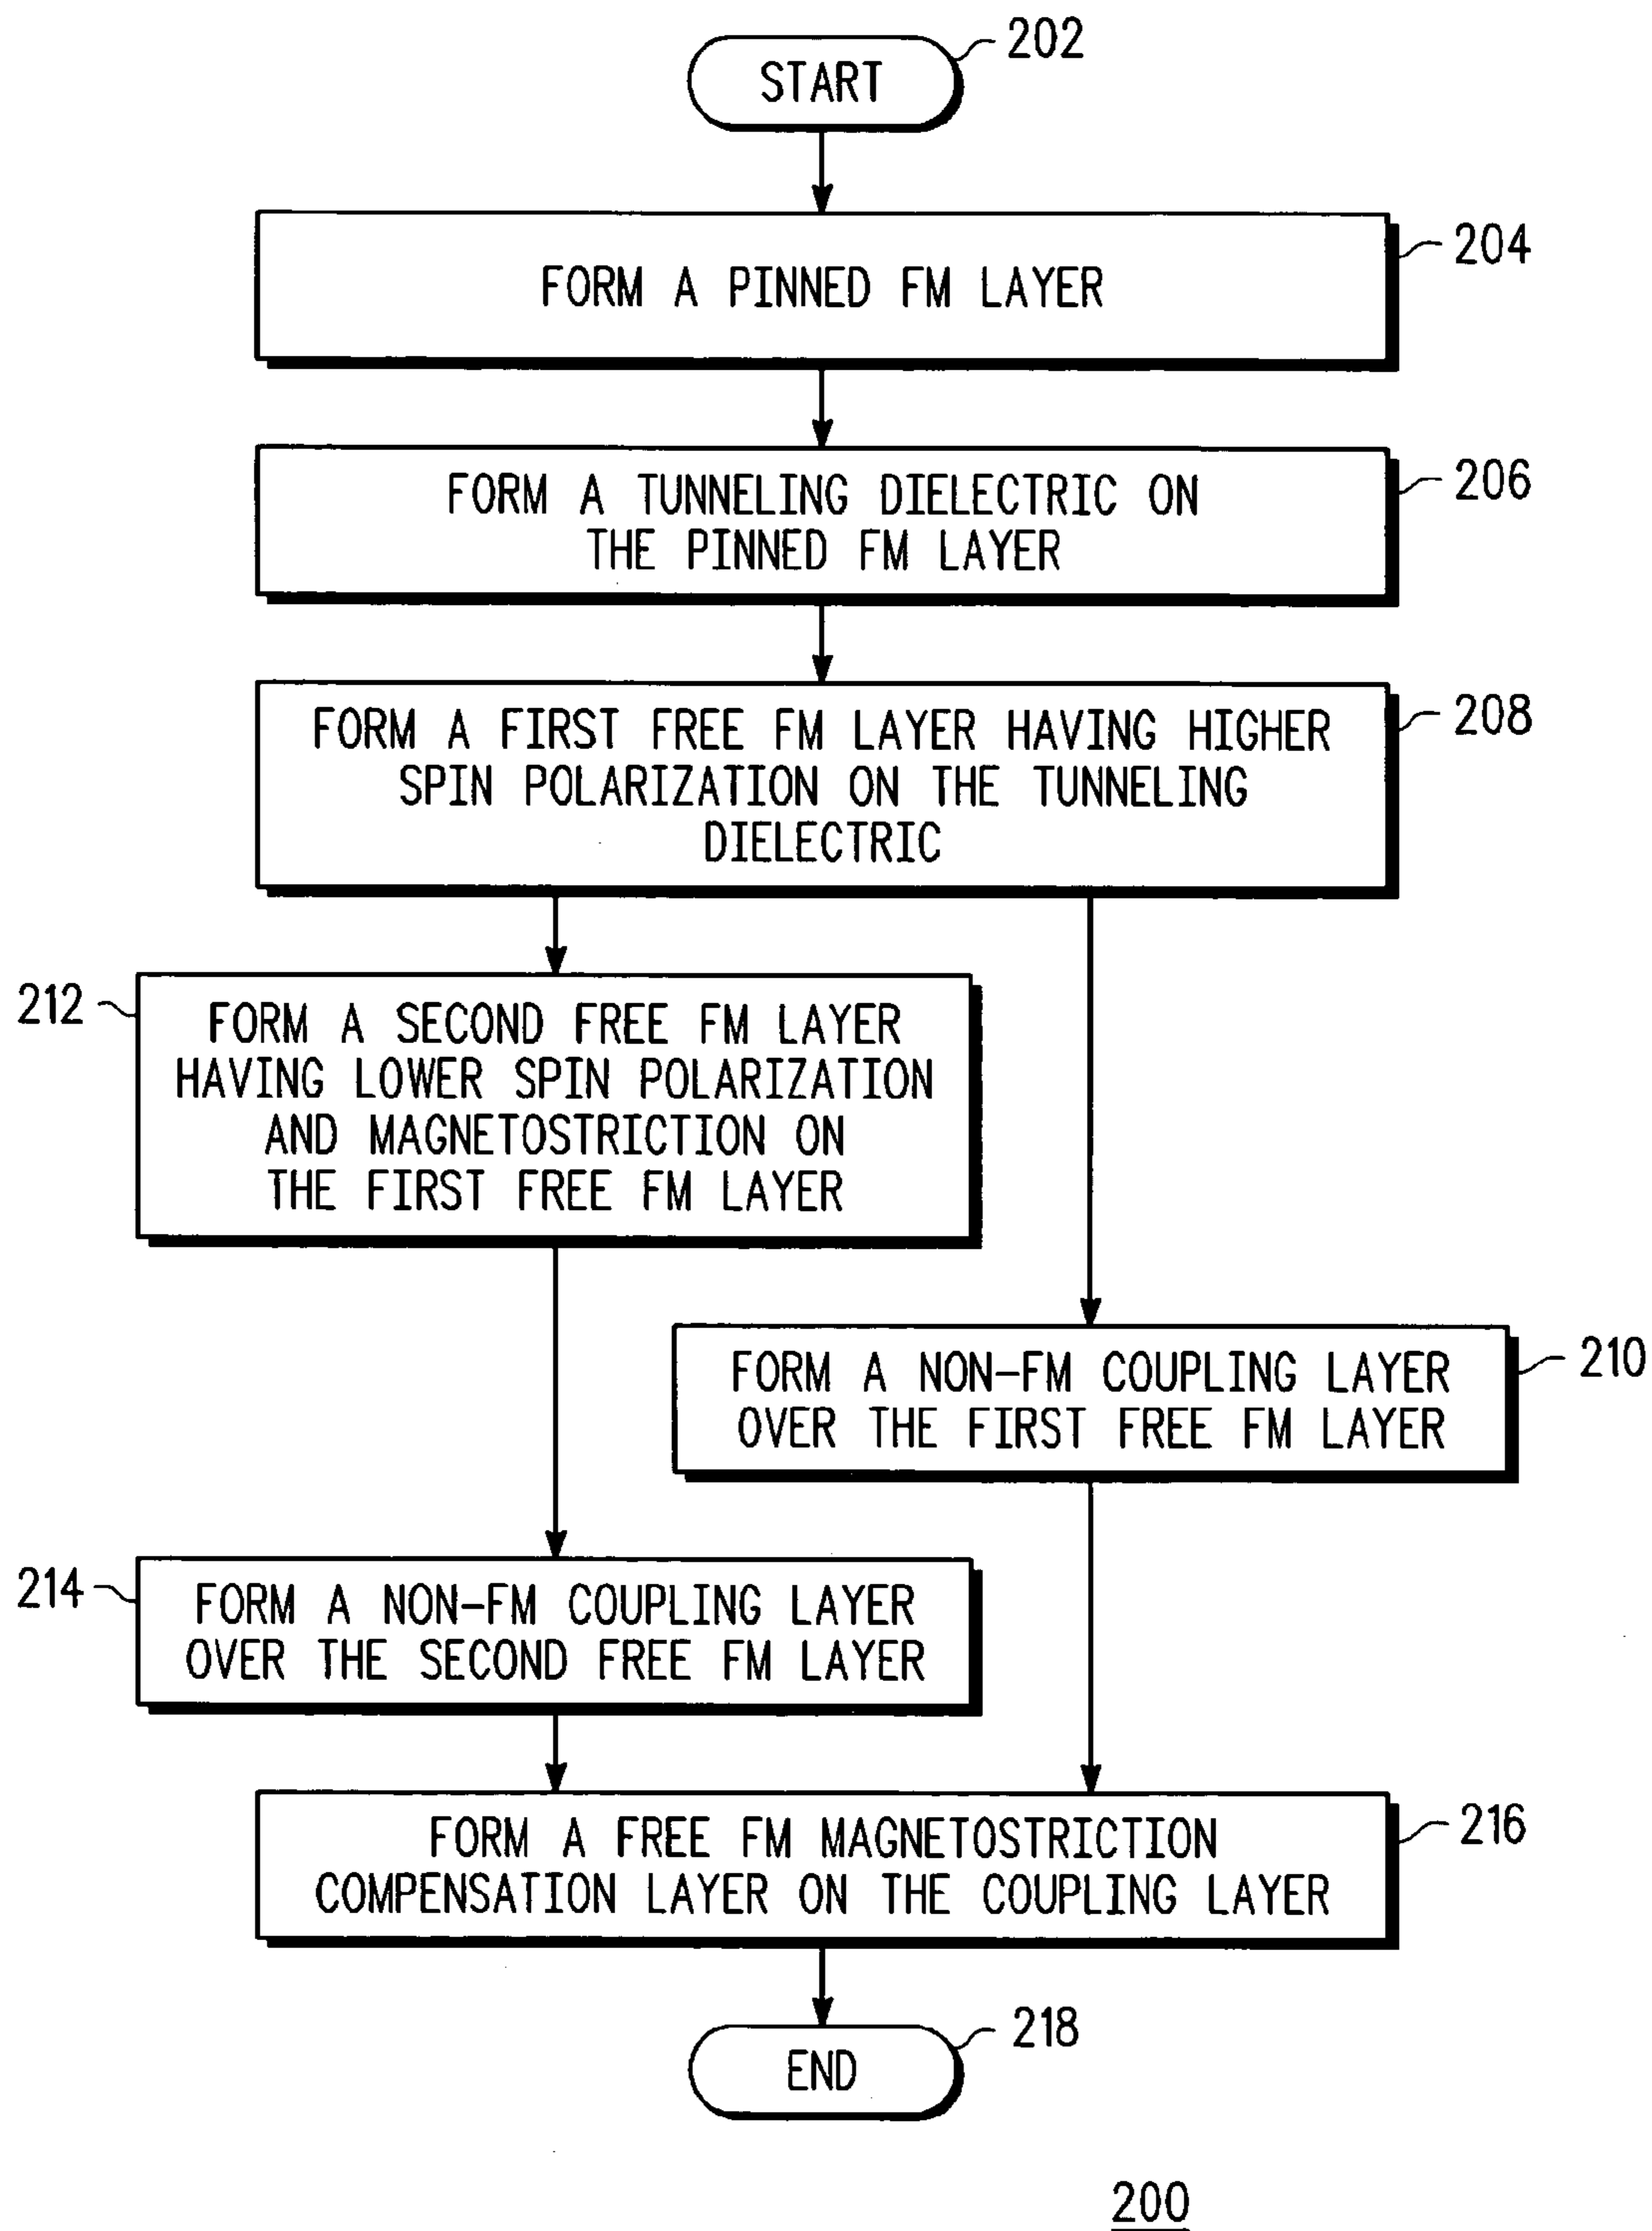 START
202
FORM A PINNED FM LAYER
204
FORM A TUNNELING DIELECTRIC ON
THE PINNED FM LAYER
206
FORM A FIRST FREE FM LAYER HAVING HIGHER
SPIN POLARIZATION ON THE TUNNELING
DIELECTRIC
208
212
FORM A SECOND FREE FM LAYER
HAVING LOWER SPIN POLARIZATION
AND MAGNETOSTRICTION ON
THE FIRST FREE FM LAYER
FORM A NON-FM COUPLING LAYER
OVER THE FIRST FREE FM LAYER
210
214
FORM A NON-FM COUPLING LAYER
OVER THE SECOND FREE FM LAYER
FORM A FREE FM MAGNETOSTRICTION
COMPENSATION LAYER ON THE COUPLING LAYER
216
END
218
200